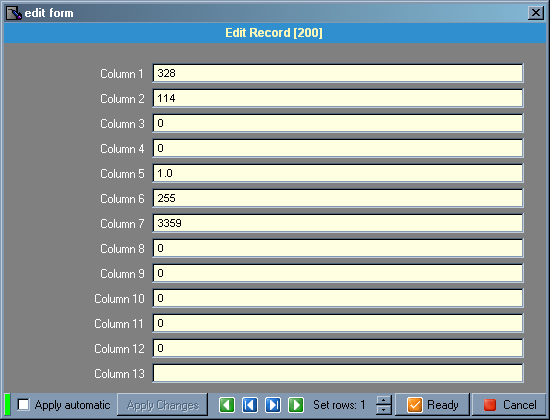 edit form
Edit Record [200]
Column 1 328
Column 2 114
Column 3 0
Column 4 0
Column 5 1.0
Column 6 255
Column 7 3359
Column 8 0
Column 9 0
Column 10 0
Column 11 0
Column 12 0
Column 13
Apply automatic Apply Changes Set rows: 1 Ready Cancel